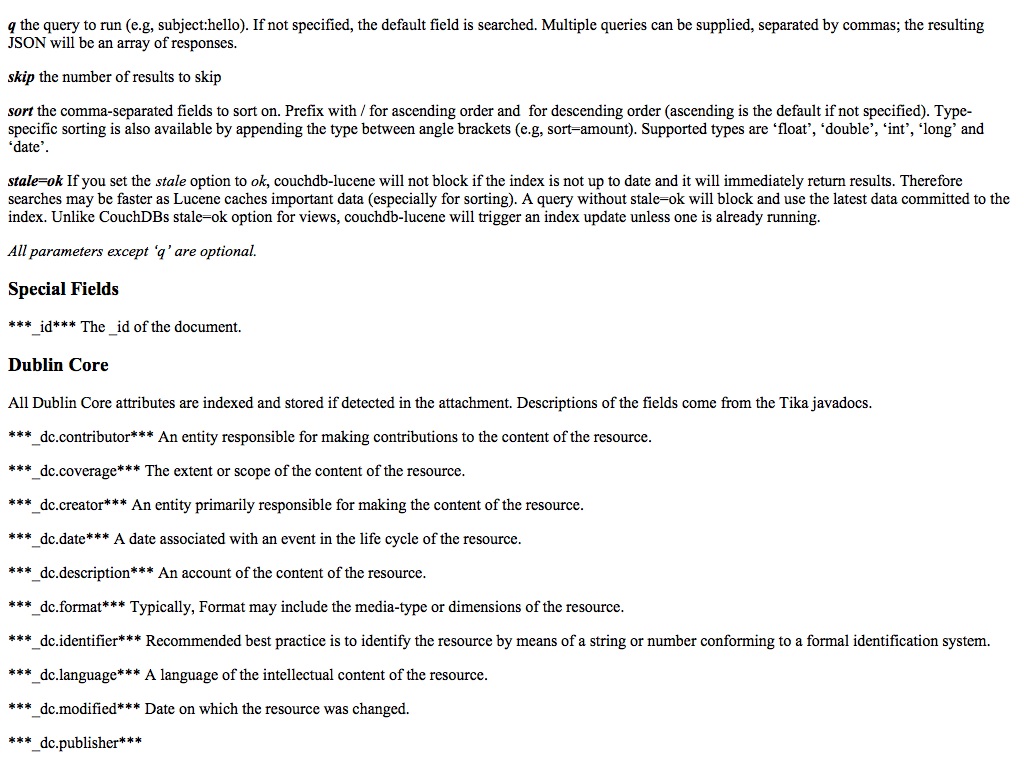 q the query to run (e.g, subject:hello). If not specified, the default field is searched. Multiple queries can be supplied, separated by commas; the resulting
JSON will be an array of responses.
skip the number of results to skip
sort the comma-separated fields to sort on. Prefix with / for ascending order and  for descending order (ascending is the default if not specified). Type-
specific sorting is also available by appending the type between angle brackets (e.g, sort=amount). Supported types are ‘float’, ‘double’, ‘int’, ‘long’ and
‘date’.
stale=ok If you set the stale option to ok, couchdb-lucene will not block if the index is not up to date and it will immediately return results. Therefore
searches may be faster as Lucene caches important data (especially for sorting). A query without stale=ok will block and use the latest data committed to the
index. Unlike CouchDBs stale=ok option for views, couchdb-lucene will trigger an index update unless one is already running.
All parameters except ‘q’ are optional.
Special Fields
***_id*** The _id of the document.
Dublin Core
All Dublin Core attributes are indexed and stored if detected in the attachment. Descriptions of the fields come from the Tika javadocs.
***_dc.contributor*** An entity responsible for making contributions to the content of the resource.
***_dc.coverage*** The extent or scope of the content of the resource.
***_dc.creator*** An entity primarily responsible for making the content of the resource.
***_dc.date*** A date associated with an event in the life cycle of the resource.
***_dc.description*** An account of the content of the resource.
***_dc.format*** Typically, Format may include the media-type or dimensions of the resource.
***_dc.identifier*** Recommended best practice is to identify the resource by means of a string or number conforming to a formal identification system.
***_dc.language*** A language of the intellectual content of the resource.
***_dc.modified*** Date on which the resource was changed.
***_dc.publisher***